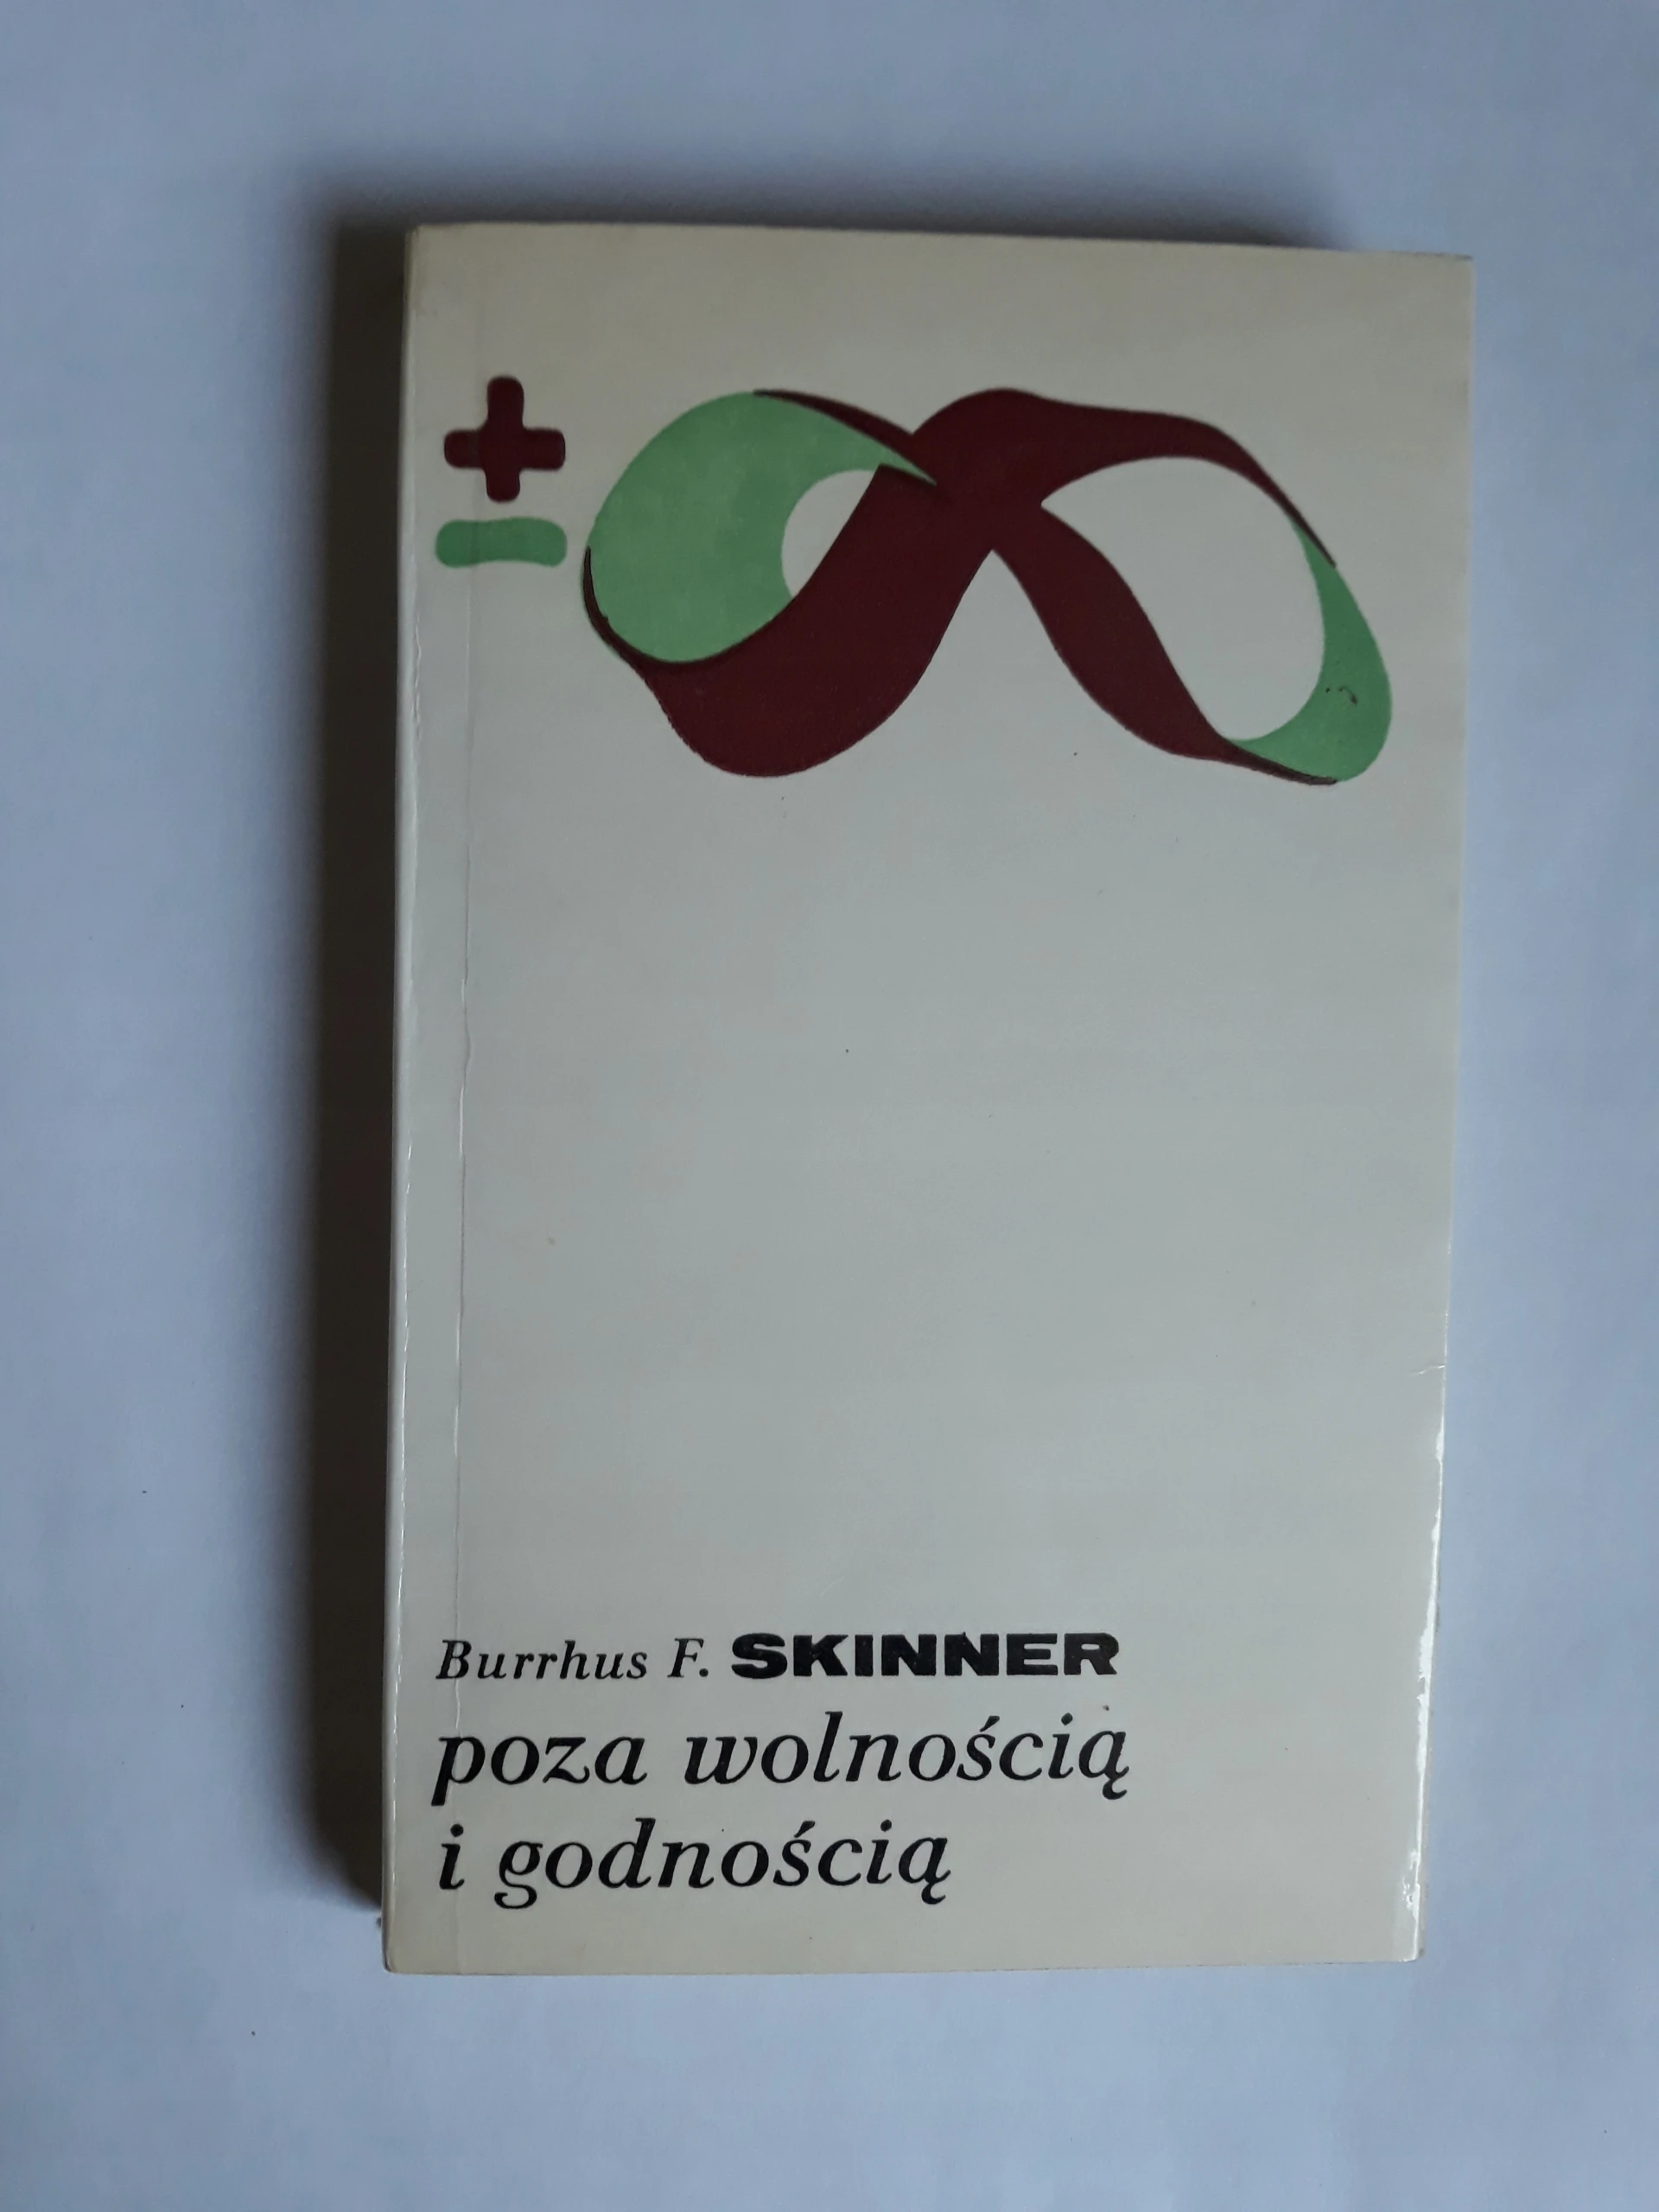 Burrhus F. SKINNER
poza wolnością
i godnością